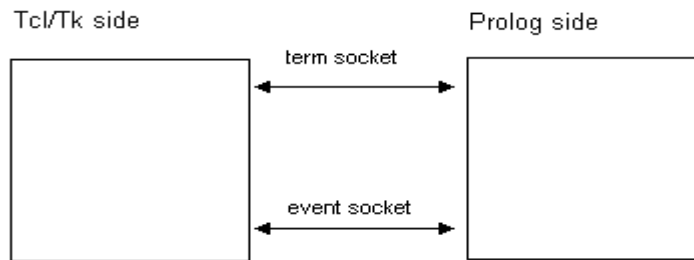 Tcl/Tk side
Prolog side
term socket
event socket